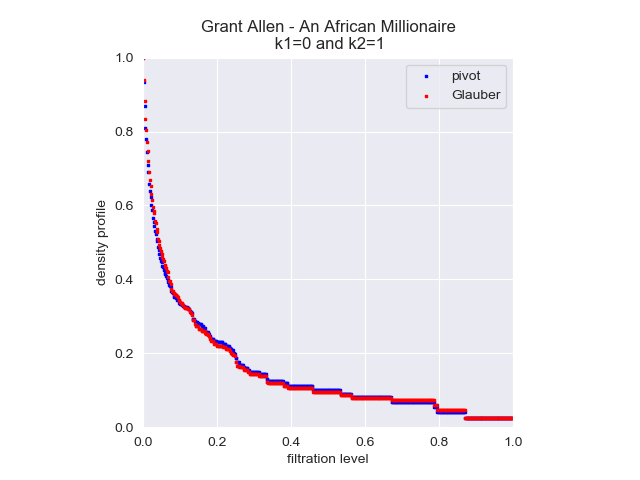 Grant Allen - An African Millionaire
k1=0 and k2=1
pivot
Glauber
density profile
1.0
0.8
0.6
0.4
0.2
0.0
0.0 0.2 0.4 0.6 0.8 1.0
filtration level